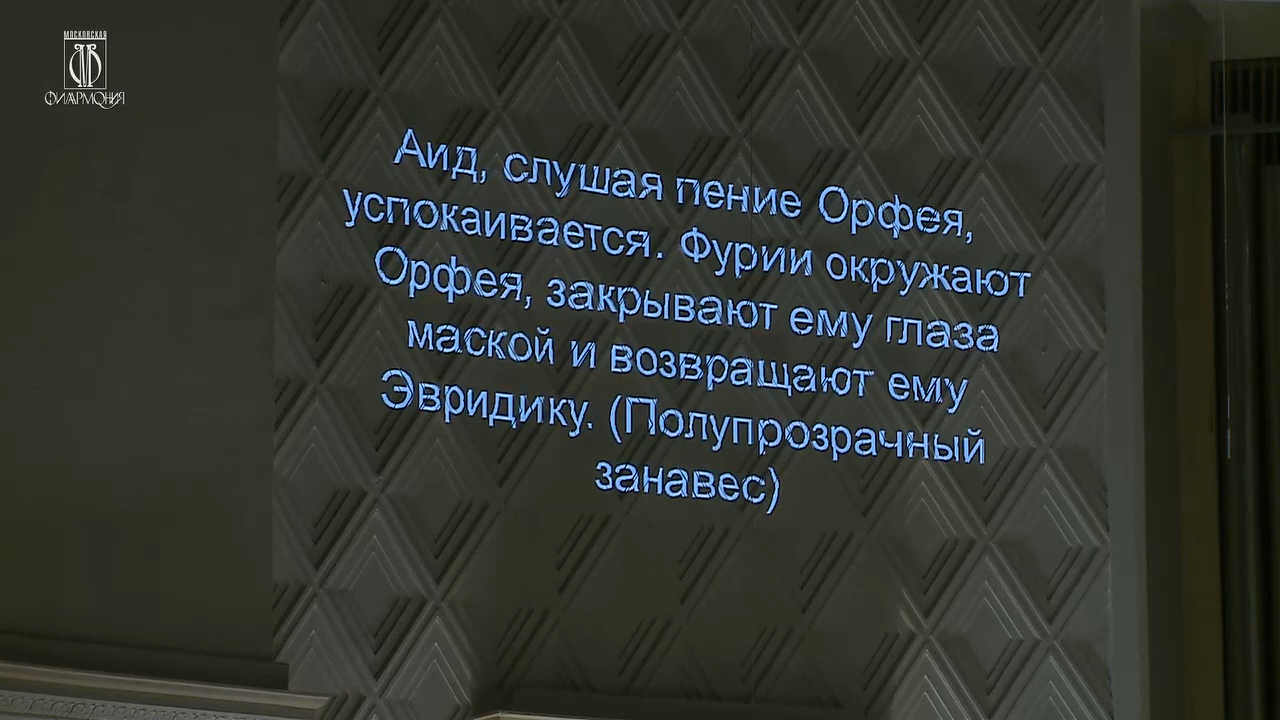 МОСКОВСКАЯ
ФИЛАРМОНИЯ
Аид, слушая пение Орфея,
успокаивается. Фурии окружают
Орфея, закрывают ему глаза
маской и возвращают ему
Эвридику. (Полупрозрачный
занавес)